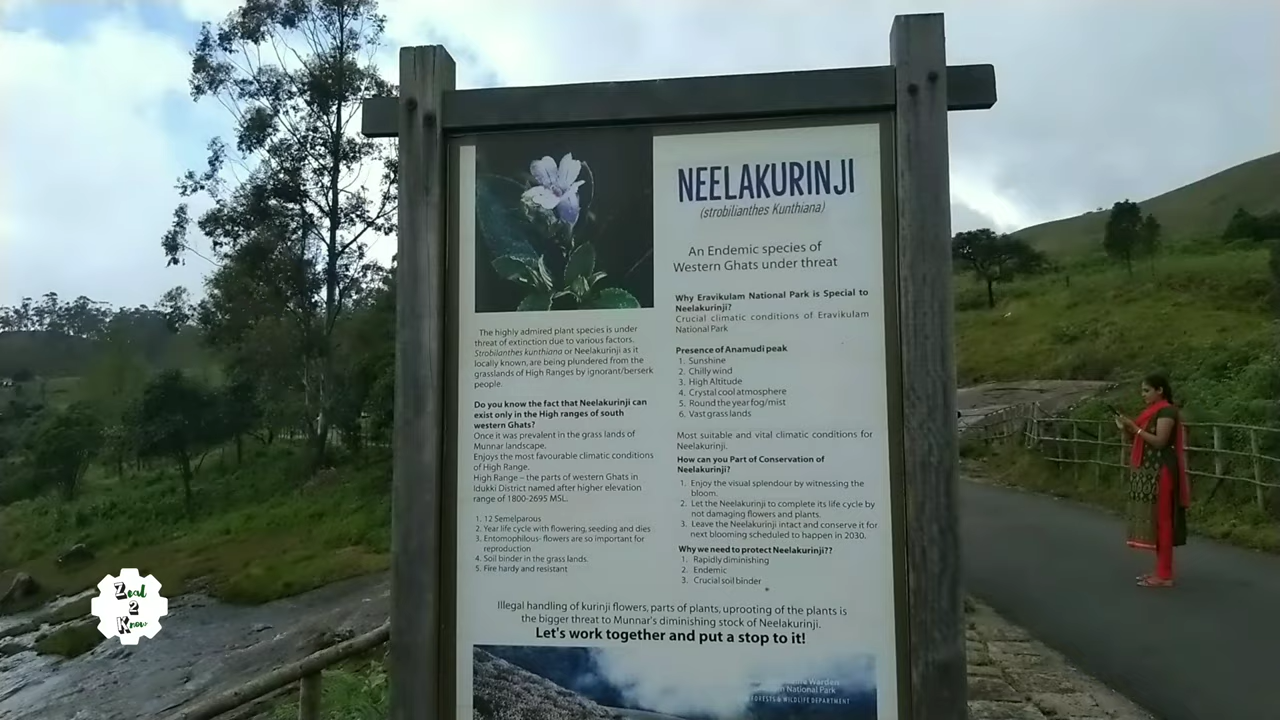 NEELAKURINJI
(strobilianthes Kunthiana)
An Endemic species of
Western Ghats under threat
The highly admired plant species is under
threat of extinction due to various factors.
Strobilanthes kunthiana or Neelakurinji as it
locally known, are being plundered from the
grasslands of High Ranges by ignorant/berserk
people.
Do you know the fact that Neelakurinji can
exist only in the High ranges of south
western Ghats?
Once it was prevalent in the grass lands of
Munnar landscape.
Enjoys the most favourable climatic conditions
of High Range.
High Range – the parts of western Ghats in
Idukki District named after higher elevation
range of 1800-2695 MSL.
1. 12 Semelparous
2. Year life cycle with flowering, seeding and dies
3. Entomophilous- flowers are so important for
reproduction
4. Soil binder in the grass lands.
5. Fire hardy and resistant
Why Eravikulam National Park is Special to
Neelakurinji?
Crucial climatic conditions of Eravikulam
National Park
Presence of Anamudi peak
1. Sunshine
2. Chilly wind
3. High Altitude
4. Crystal cool atmosphere
5. Round the year fog/mist
6. Vast grass lands
Most suitable and vital climatic conditions for
Neelakurinji.
How can you Part of Conservation of
Neelakurinji?
1. Enjoy the visual splendour by witnessing the
bloom.
2. Let the Neelakurinji to complete its life cycle by
not damaging flowers and plants.
3. Leave the Neelakurinji intact and conserve it for
next blooming scheduled to happen in 2030.
Why we need to protect Neelakurinji??
1. Rapidly diminishing
2. Endemic
3. Crucial soil binder
Illegal handling of kurinji flowers, parts of plants, uprooting of the plants is
the bigger threat to Munnar's diminishing stock of Neelakurinji.
Let's work together and put a stop to it!
Warden
National Park
FORESTS & WILDLIFE DEPARTMENT
Zeal
2
Know